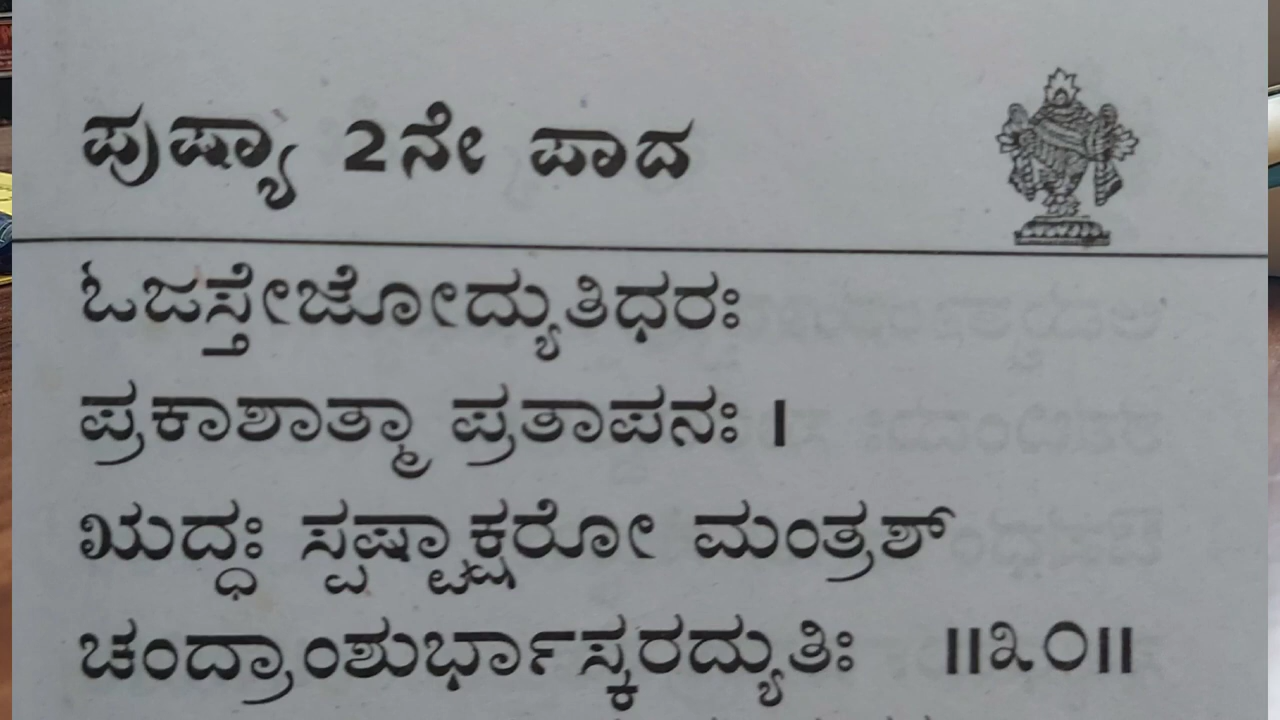 ಪುಷ್ಯಾ 2ನೇ ಪಾದ
ಓಜಸ್ತೇಜೋದ್ಯುತಿಧರಃ
ಪ್ರಕಾಶಾತ್ಮಾ ಪ್ರತಾಪನಃ ।
ಋದ್ಧಃ ಸ್ಪಷ್ಟಾಕ್ಷರೋ ಮಂತ್ರಶ್
ಚಂದ್ರಾಂಶುರ್ಭಾಸ್ಕರದ್ಯುತಿಃ ॥೩೦॥